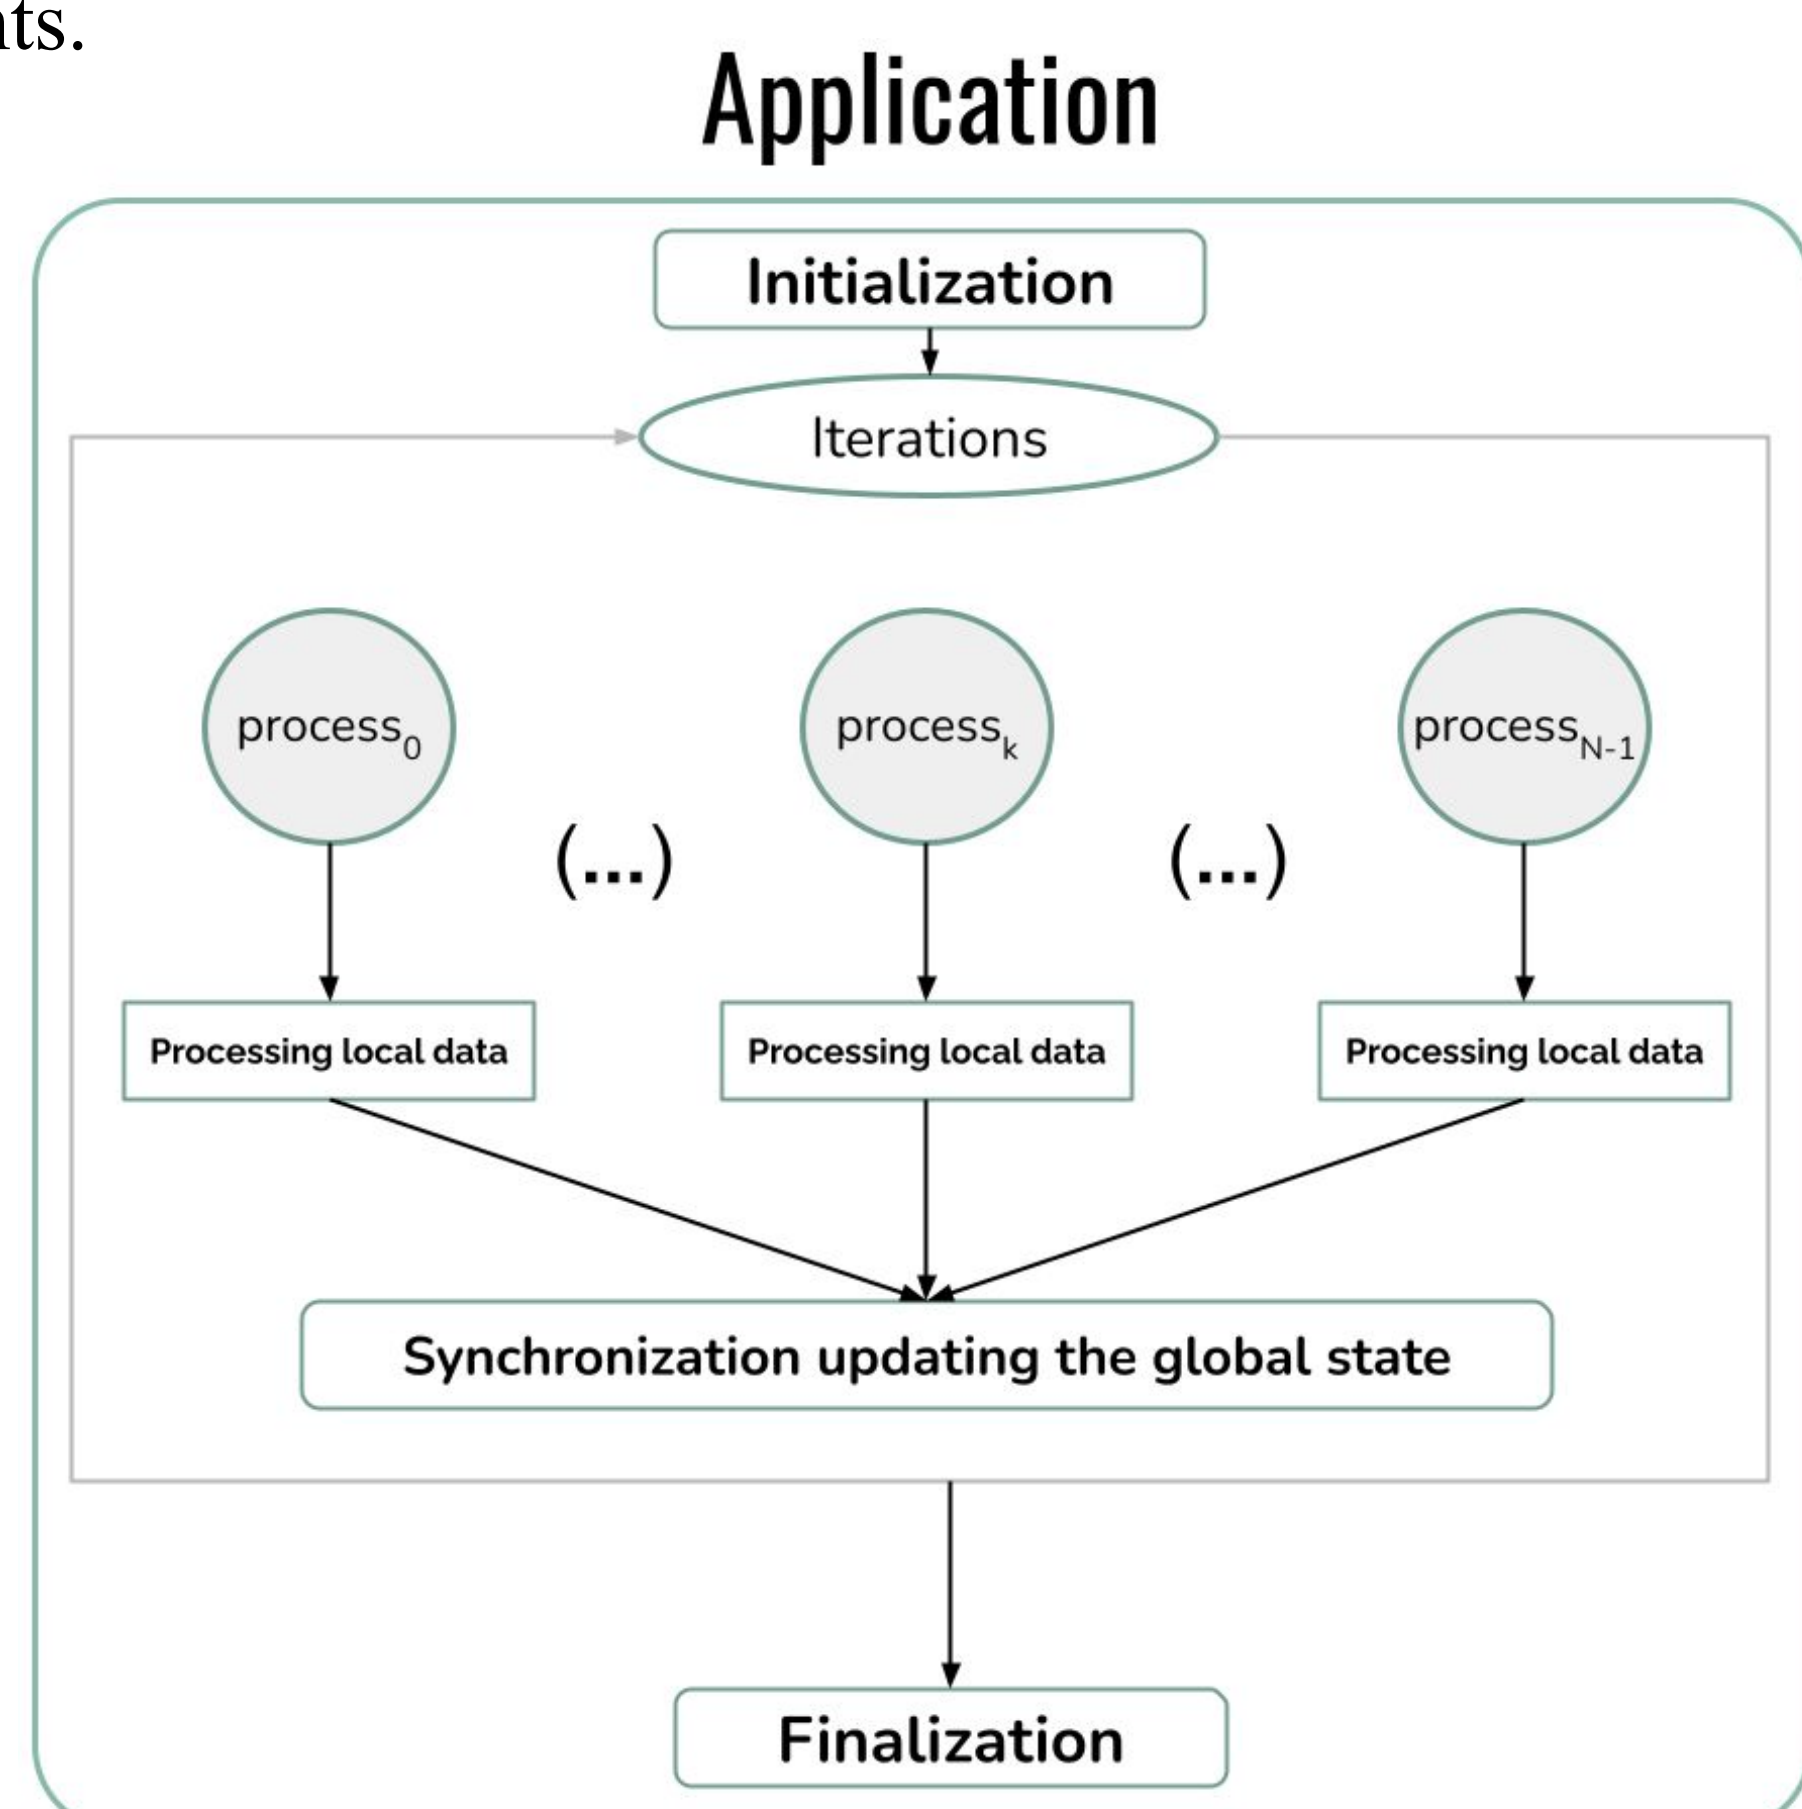 Application
Initialization
Iterations
process0 processk processN-1
(...) (...)
Processing local data Processing local data Processing local data
Synchronization updating the global state
Finalization